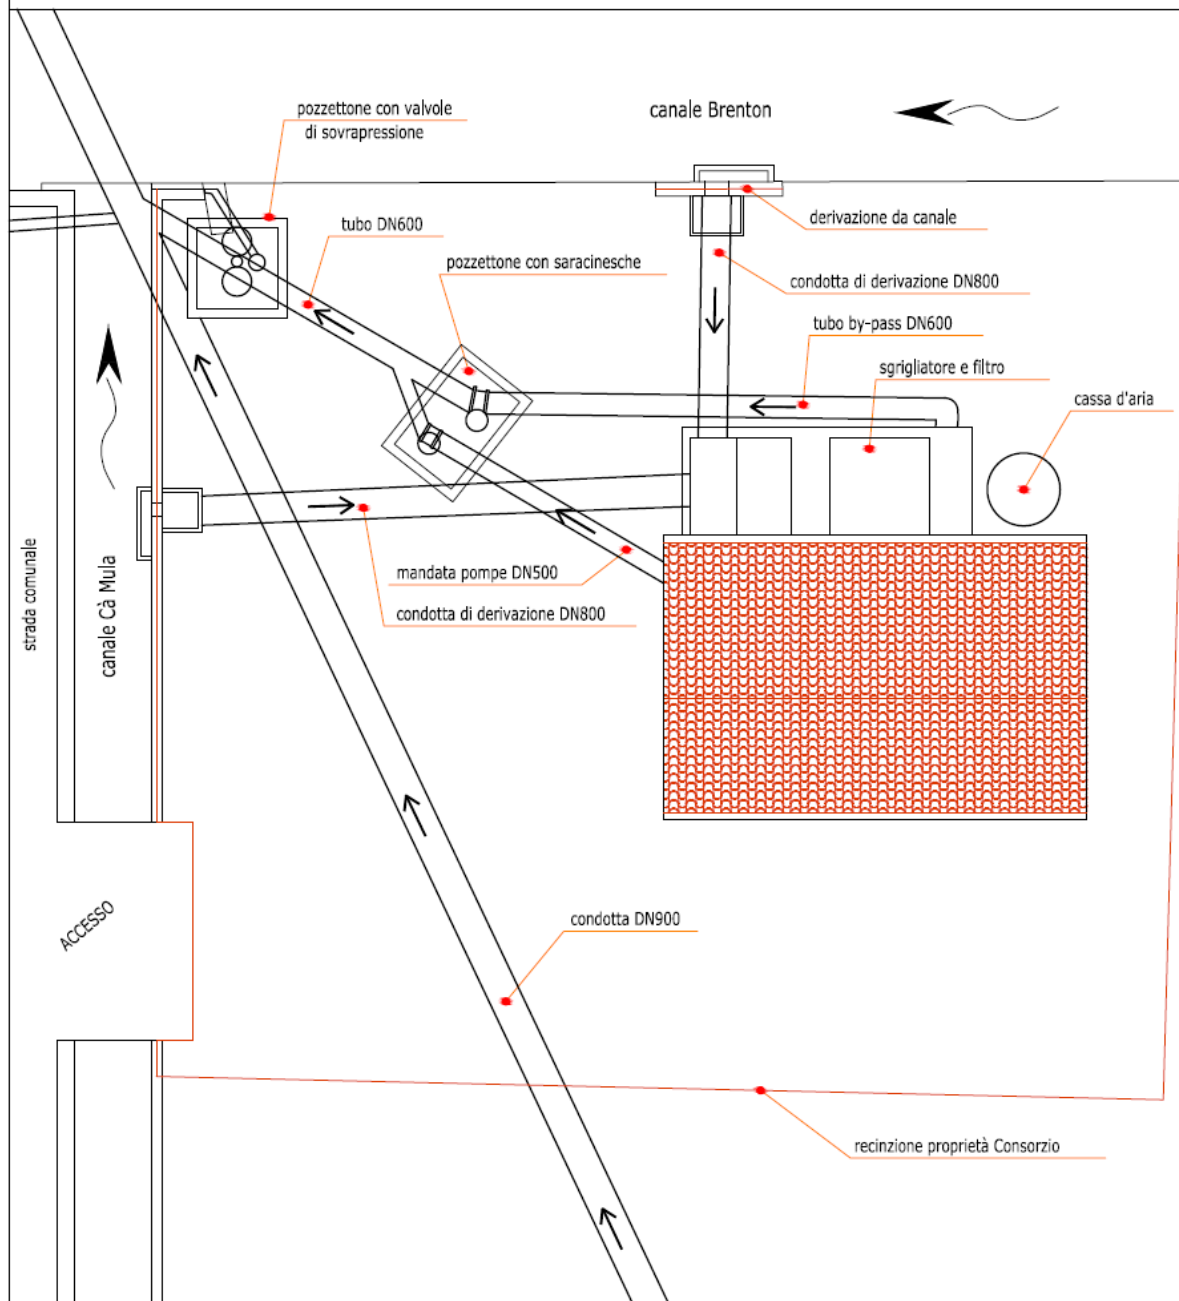 pozzettone con valvole
di sovrapressione
canale Brenton
tubo DN600
derivazione da canale
pozzettone con saracinesche
condotta di derivazione DN800
tubo by-pass DN600
sgrigliatore e filtro
cassa d'aria
mandata pompe DN500
condotta di derivazione DN800
strada comunale
canale Cà Mula
ACCESSO
condotta DN900
recinzione proprietà Consorzio